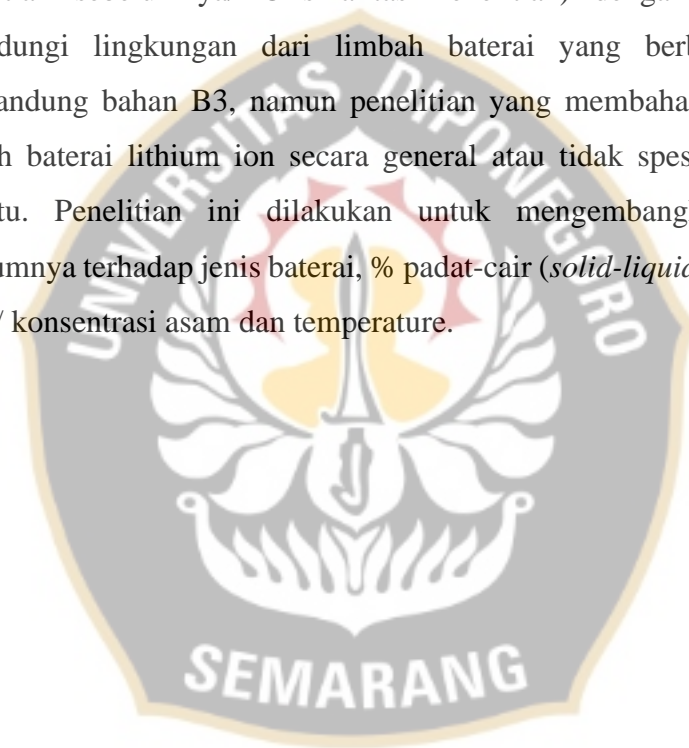 dungi lingkungan dari limbah baterai yang berb
andung bahan B3, namun penelitian yang membaha
h baterai lithium ion secara general atau tidak spes
tu. Penelitian ini dilakukan untuk mengembang
umnya terhadap jenis baterai, % padat-cair (solid-liquid
/ konsentrasi asam dan temperature.
UNIVERSITAS DIPONEGORO
SEMARANG